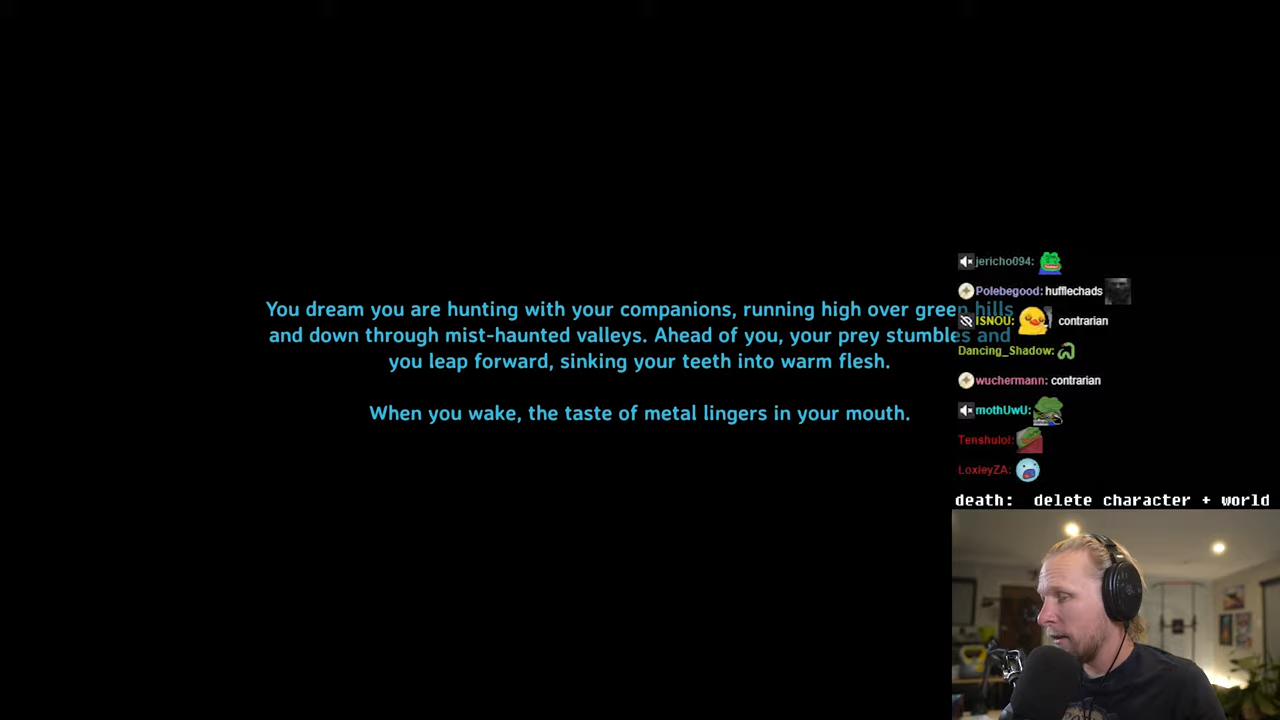 You dream you are hunting with your companions, running high over green hills
and down through mist-haunted valleys. Ahead of you, your prey stumbles and
you leap forward, sinking your teeth into warm flesh.
When you wake, the taste of metal lingers in your mouth.
jericho094:
Polebegood: hufflechads
ISNOU: contrarian
Dancing_Shadow:
wuchermann: contrarian
mothUwU:
Tenshulol:
LoxleyZA:
death: delete character + world